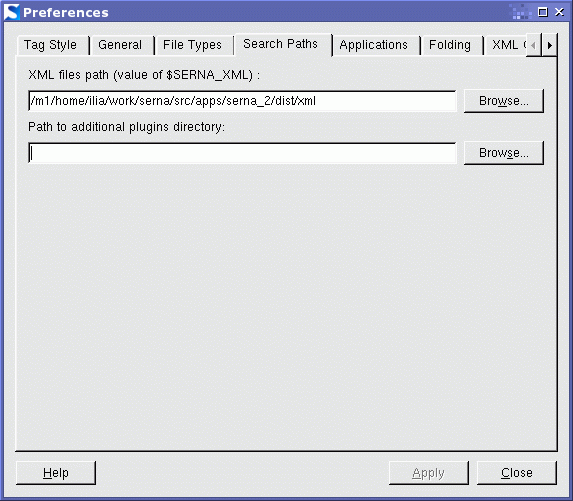 Preferences
Tag Style General File Types Search Paths Applications Folding XML
XML files path (value of $SERNA_XML) :
/m1/home/ilia/work/serna/src/apps/serna_2/dist/xml Browse...
Path to additional plugins directory:
Browse...
Help Apply Close